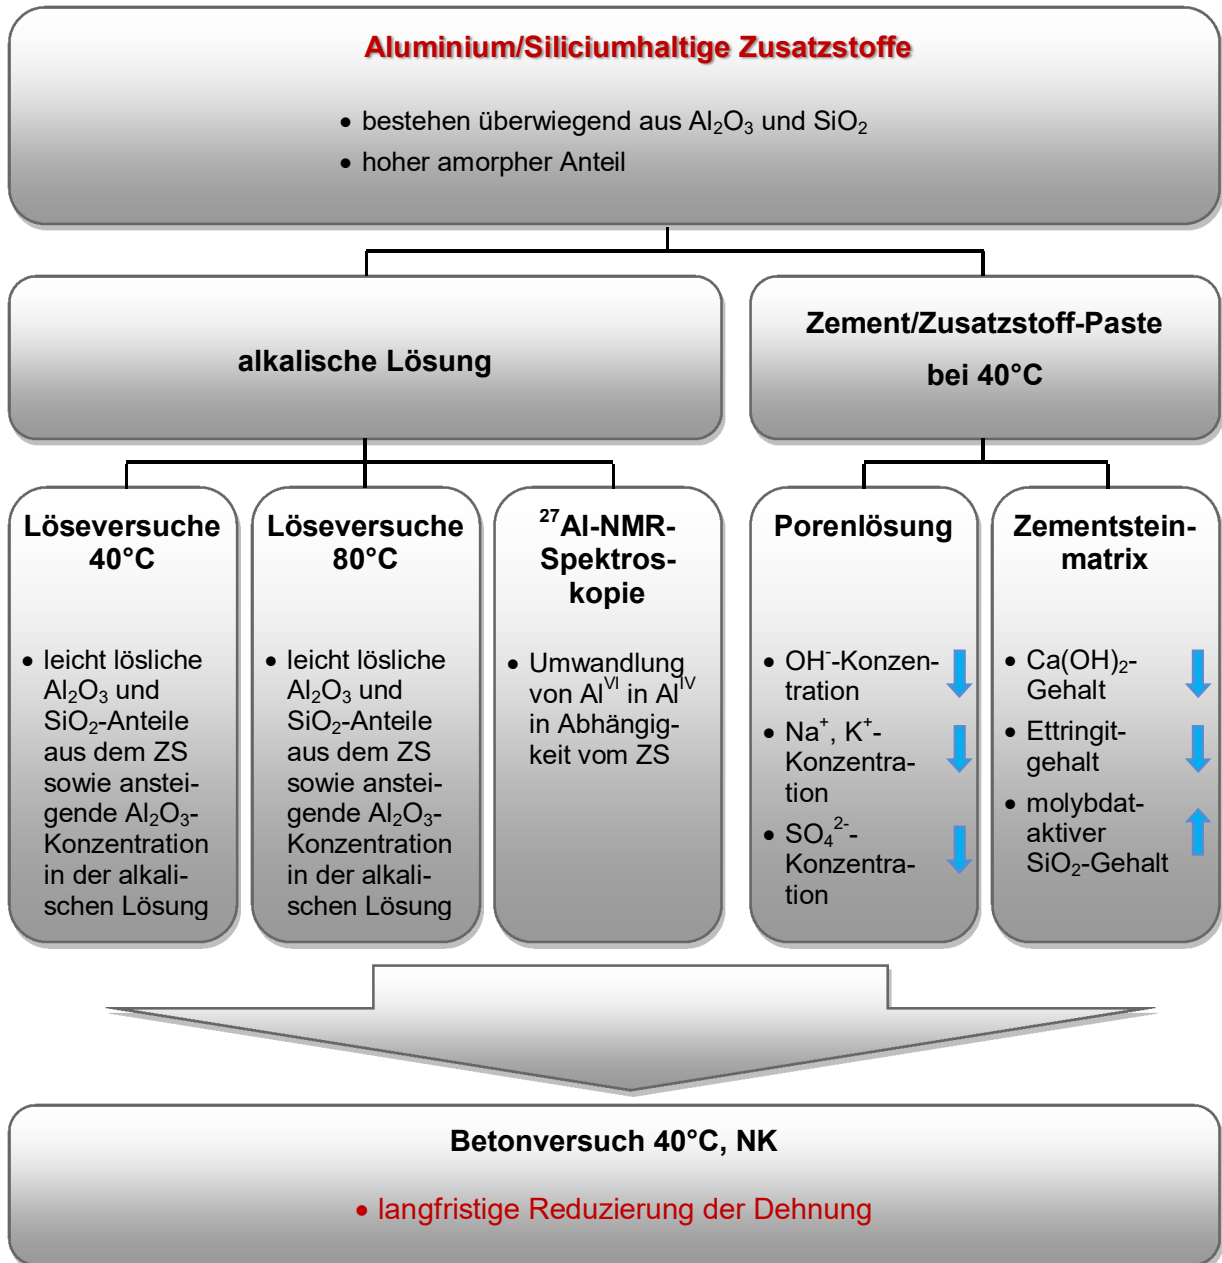 Aluminium/Siliciumhaltige Zusatzstoffe
• bestehen überwiegend aus Al₂O₃ und SiO₂
• hoher amorpher Anteil
alkalische Lösung
Zement/Zusatzstoff-Paste
bei 40°C
Löseversuche
40°C
• leicht lösliche
Al₂O₃ und
SiO₂-Anteile
aus dem ZS
sowie anstei-
gende Al₂O₃-
Konzentration
in der alkali-
schen Lösung
Löseversuche
80°C
• leicht lösliche
Al₂O₃ und
SiO₂-Anteile
aus dem ZS
sowie anstei-
gende Al₂O₃-
Konzentration
in der alkali-
schen Lösung
²⁷Al-NMR-
Spektros-
kopie
• Umwandlung
von Alⱽᴵ in Alᴵⱽ
in Abhängig-
keit vom ZS
Porenlösung
• OH⁻-Konzen-
tration
• Na⁺, K⁺-
Konzentra-
tion
• SO₄²⁻-
Konzentra-
tion
Zementstein-
matrix
• Ca(OH)₂-
Gehalt
• Ettringit-
gehalt
• molybdat-
aktiver
SiO₂-Gehalt
Betonversuch 40°C, NK
• langfristige Reduzierung der Dehnung